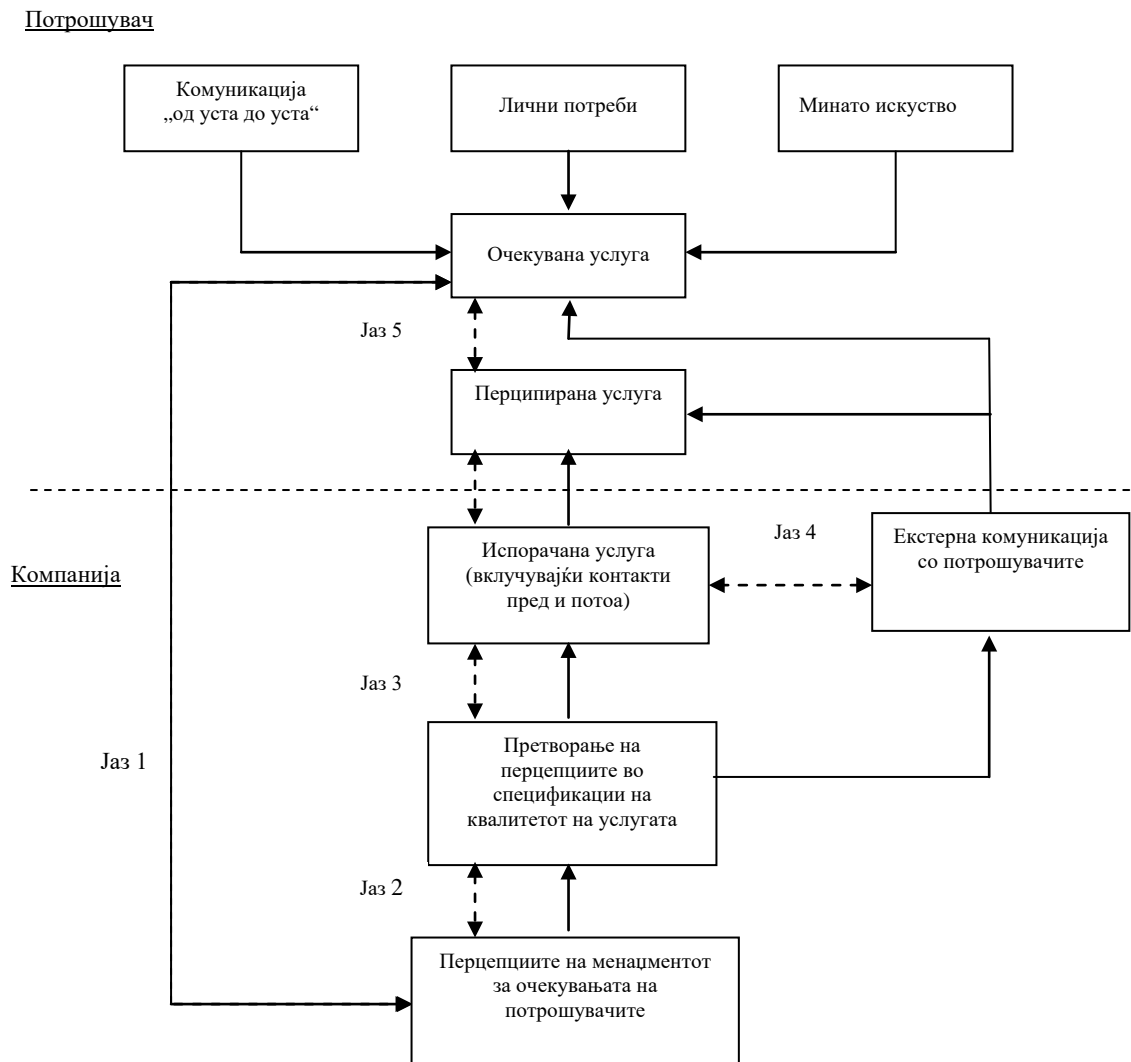 Потрошувач
Комуникација
„од уста до уста“
Лични потреби
Минато искуство
Очекувана услуга
Јаз 5
Перципирана услуга
Јаз 4
Испорачана услуга
(вклучувајќи контакти
пред и потоа)
Екстерна комуникација
со потрошувачите
Компанија
Јаз 3
Јаз 1
Претворање на
перцепциите во
спецификации на
квалитетот на услугата
Јаз 2
Перцепциите на менаџментот
за очекувањата на
потрошувачите